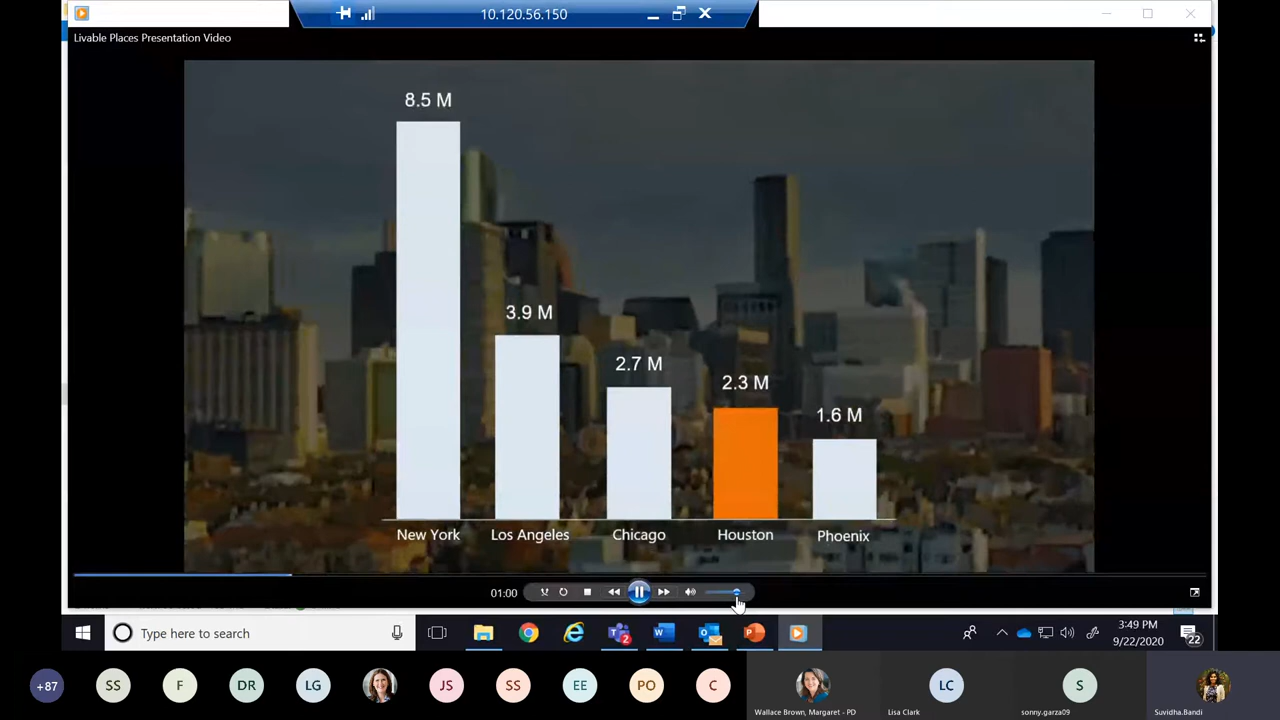 10.120.56.150
Livable Places Presentation Video
8.5 M
3.9 M
2.7 M
2.3 M
1.6 M
New York
Los Angeles
Chicago
Houston
Phoenix
01:00
Type here to search
2
3:49 PM
9/22/2020
22
+87
SS
F
DR
LG
JS
SS
EE
PO
C
LC
S
Wallace Brown, Margaret - PD
Lisa Clark
sonny.garza09
Suvidha.Bandi